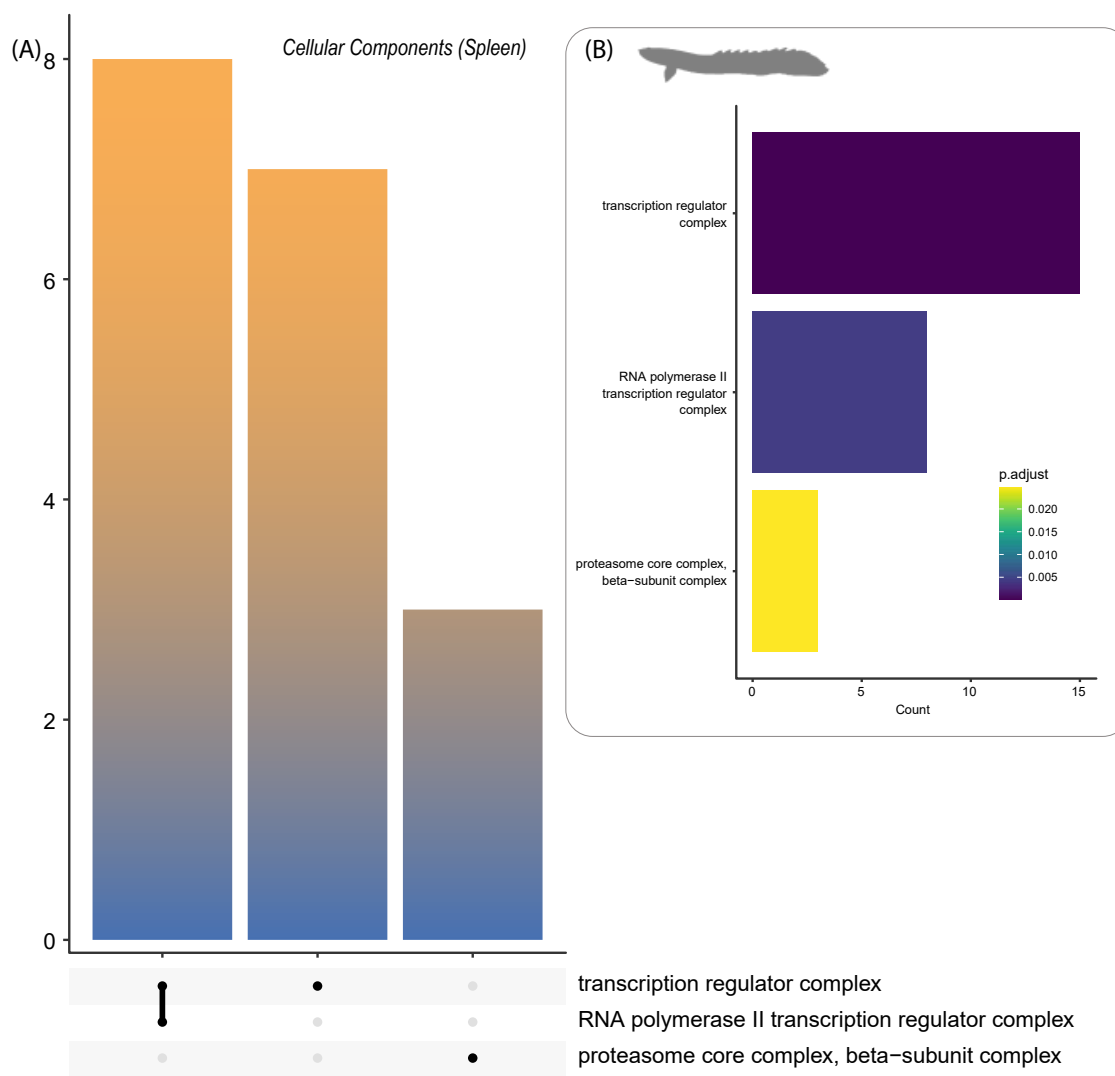 (A)
Cellular Components (Spleen)
8
6
4
2
0
transcription regulator complex
RNA polymerase II transcription regulator complex
proteasome core complex, beta−subunit complex
(B)
transcription regulator
complex
RNA polymerase II
transcription regulator
complex
proteasome core complex,
beta−subunit complex
p.adjust
0.020
0.015
0.010
0.005
0
5
10
15
Count